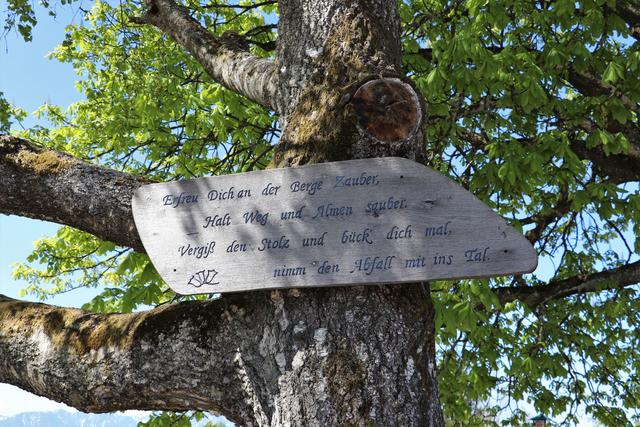 Erfreu Dich an der Berge Zauber,
Halt Weg und Almen sauber.
Vergiß den Stolz und bück dich mal,
nimm den Abfall mit ins Tal.